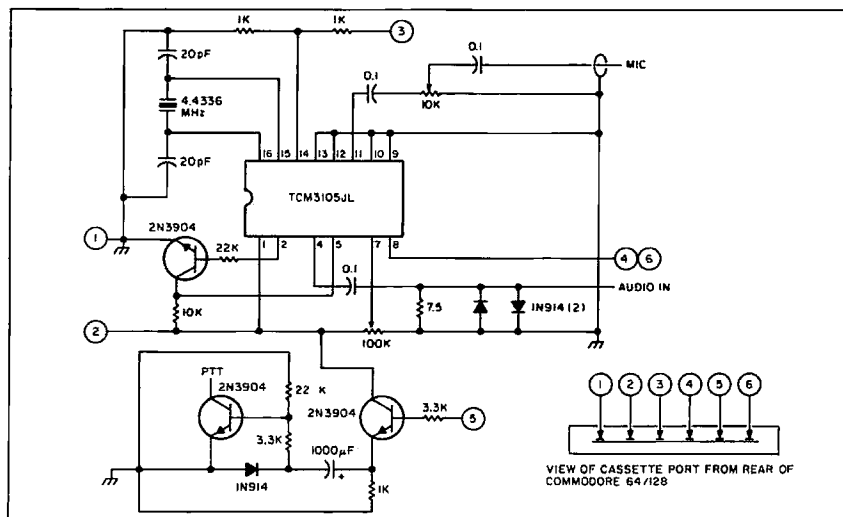 1K
1K
3
20pF
0.1
MIC
0.1
10K
4.4336
MHz
20pF
16 15 14 13 12 11 10 9
TCM3105JL
2N3904
1
22K
1 2 4 5 7 8
4 6
0.1
AUDIO IN
7.5
1N914(2)
10K
2
100K
PTT
2N3904
22 K
2N3904
3.3K
5
3.3K
1000µF
+
1N914
1K
1 2 3 4 5 6
VIEW OF CASSETTE PORT FROM REAR OF
COMMODORE 64/128